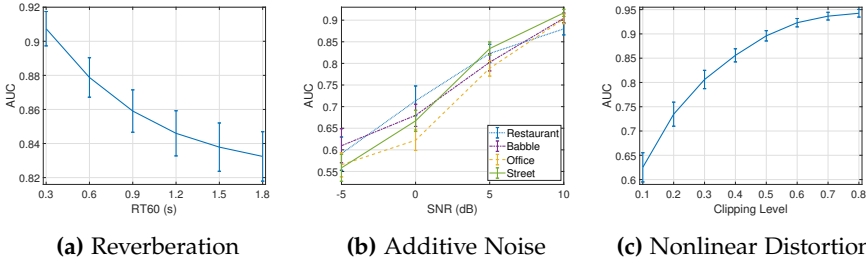 0.92
0.9
0.88
0.86
0.84
0.82
AUC
0.3 0.6 0.9 1.2 1.5 1.8
RT60 (s)
(a) Reverberation
0.9
0.85
0.8
0.75
0.7
0.65
0.6
0.55
AUC
Restaurant
Babble
Office
Street
-5 0 5 10
SNR (dB)
(b) Additive Noise
0.95
0.9
0.85
0.8
0.75
0.7
0.65
0.6
AUC
0.1 0.2 0.3 0.4 0.5 0.6 0.7 0.8
Clipping Level
(c) Nonlinear Distortion